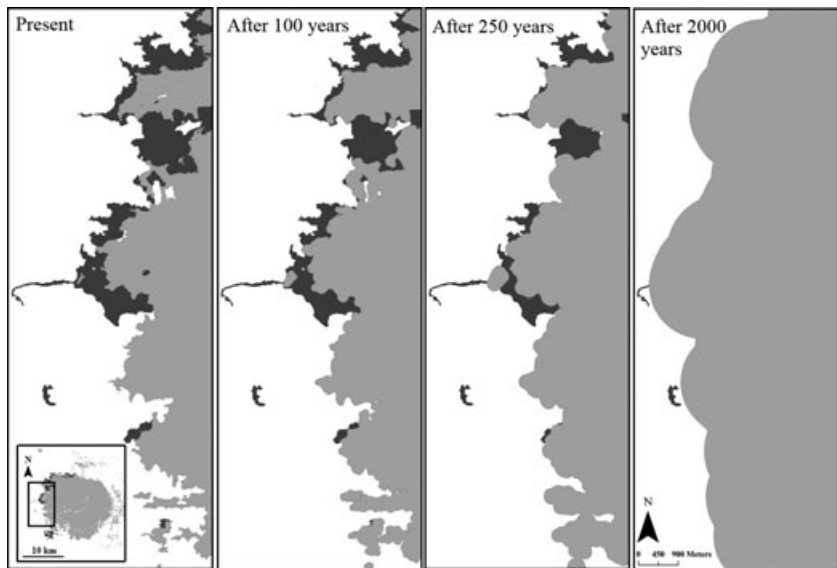 Present
After 100 years
After 250 years
After 2000
years
N
10 km
N
0 450 900 Meters